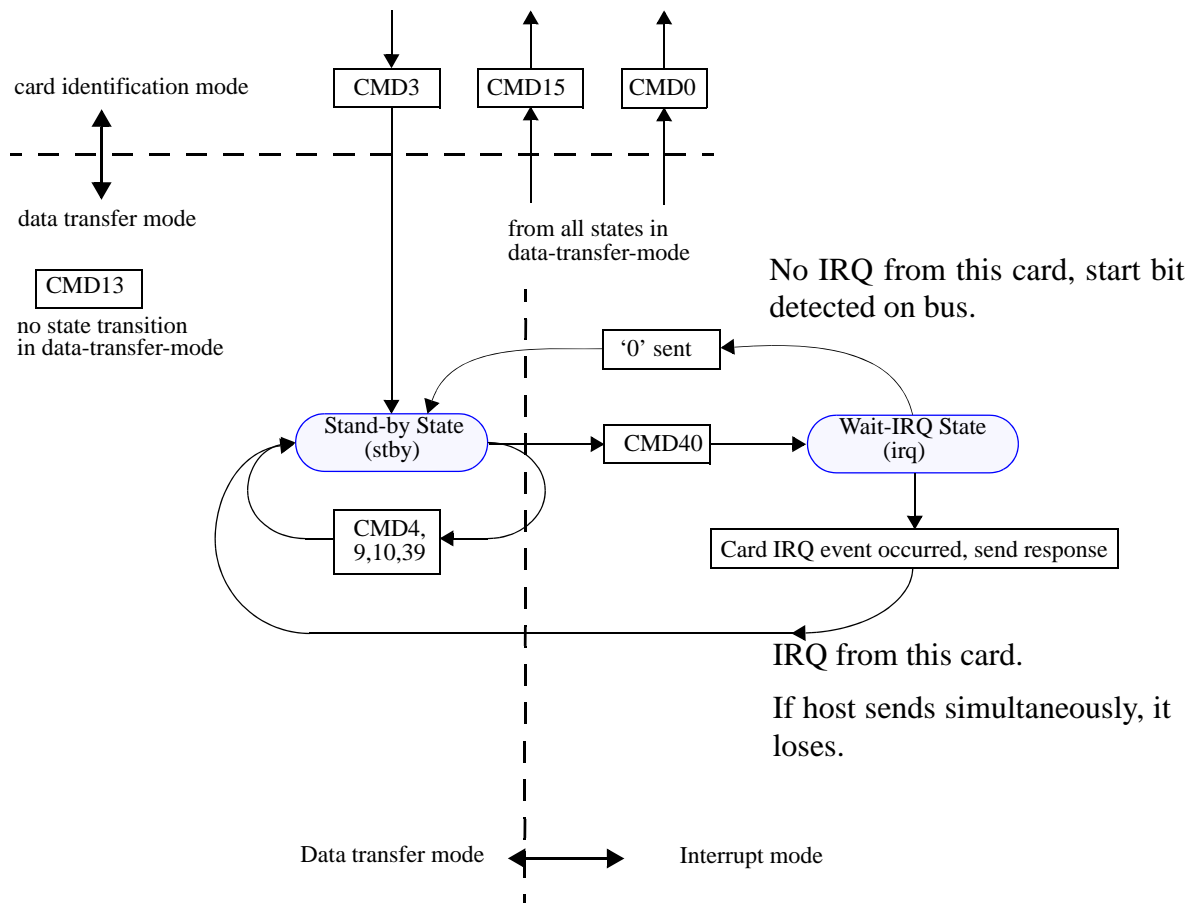 card identification mode
CMD3
CMD15
CMD0
data transfer mode
from all states in
data-transfer-mode
CMD13
no state transition
in data-transfer-mode
No IRQ from this card, start bit
detected on bus.
‘0’ sent
Stand-by State
(stby)
CMD40
Wait-IRQ State
(irq)
CMD4,
9,10,39
Card IRQ event occurred, send response
IRQ from this card.
If host sends simultaneously, it
loses.
Data transfer mode
Interrupt mode